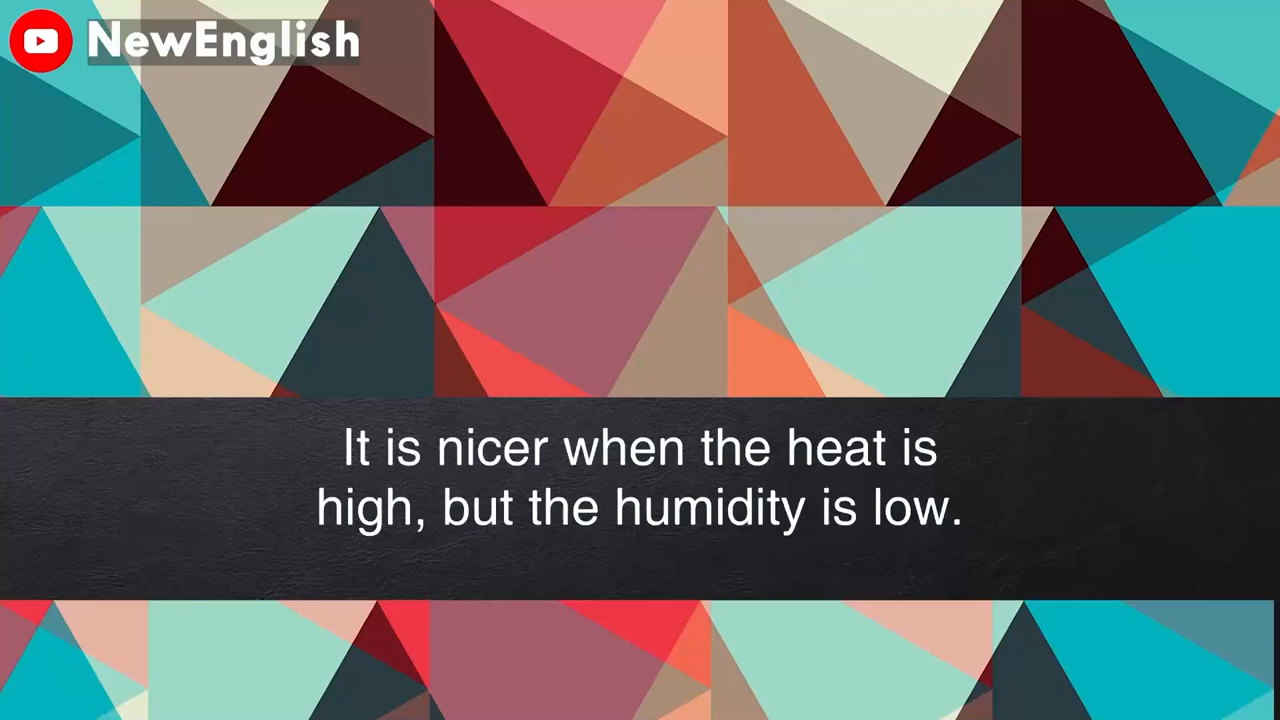 NewEnglish
It is nicer when the heat is
high, but the humidity is low.